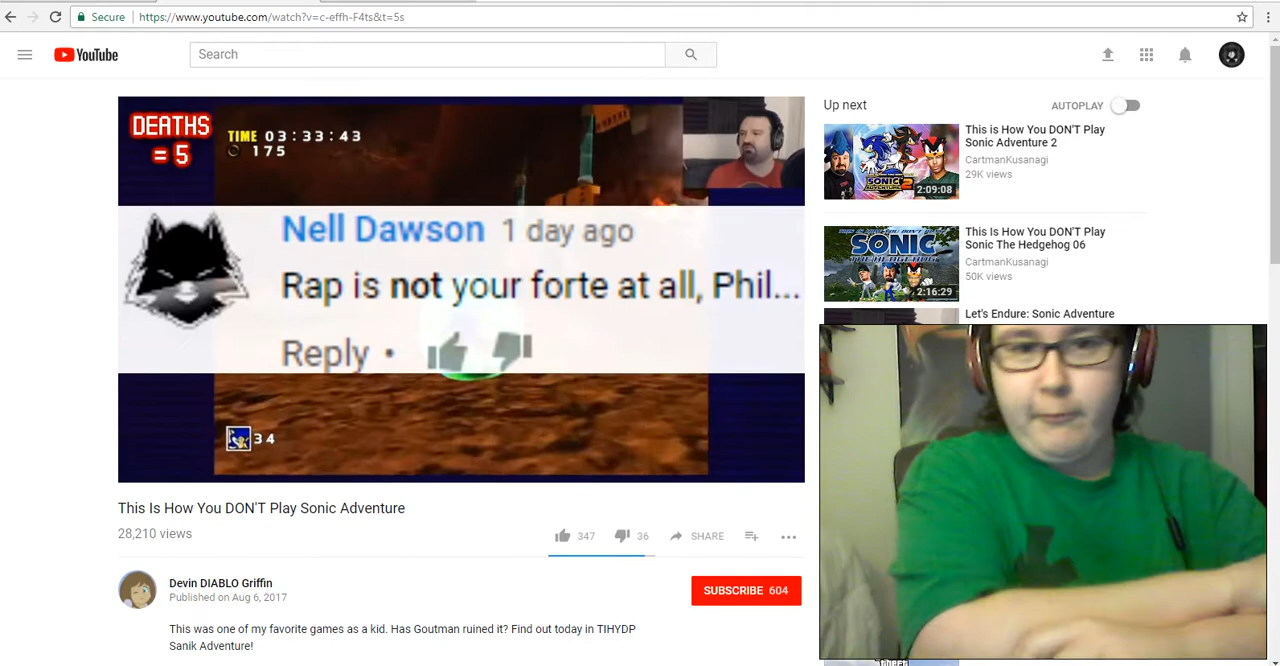 Secure
https://www.youtube.com/watch?v=c-effh-F4ts&t=5s
YouTube
Search
DEATHS
= 5
TIME 03:33:43
175
Nell Dawson 1 day ago
Rap is not your forte at all, Phil...
Reply •
34
This Is How You DON'T Play Sonic Adventure
28,210 views
347
36
SHARE
Devin DIABLO Griffin
Published on Aug 6, 2017
SUBSCRIBE 604
This was one of my favorite games as a kid. Has Goutman ruined it? Find out today in TIHYDP
Sanik Adventure!
Up next
AUTOPLAY
SONIC
ADVENTURE 2
2:09:08
This is How You DON'T Play
Sonic Adventure 2
CartmanKusanagi
29K views
SONIC
THE HEDGEHOG
2:16:29
This Is How You DON'T Play
Sonic The Hedgehog 06
CartmanKusanagi
50K views
Let's Endure: Sonic Adventure